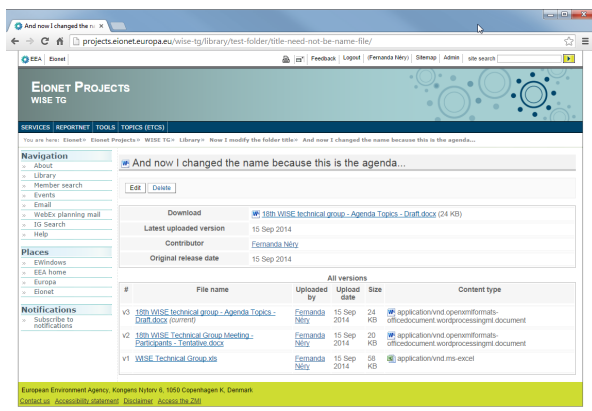 And now I changed the na
projects.eionet.europa.eu/wise-tg/library/test-folder/title-need-not-be-name-file/
EEA Eionet Feedback Logout (Fernanda Néry) Sitemap Admin site search
EIONET PROJECTS
WISE TG
SERVICES REPORTNET TOOLS TOPICS (ETCS)
You are here: Eionet» Eionet Projects» WISE TG» Library» Now I modify the folder title» And now I changed the name because this is the agenda...
Navigation
» About
» Library
» Member search
» Events
» Email
» WebEx planning mail
» IG Search
» Help
Places
» EWindows
» EEA home
» Europa
» Eionet
Notifications
» Subscribe to
notifications
And now I changed the name because this is the agenda...
Edit Delete
Download 18th WISE technical group - Agenda Topics - Draft.docx (24 KB)
Latest uploaded version 15 Sep 2014
Contributor Fernanda Néry
Original release date 15 Sep 2014
All versions
# File name Uploaded by Upload date Size Content type
v3 18th WISE technical group - Agenda Topics - Draft.docx (current) Fernanda Néry 15 Sep 2014 24 KB application/vnd.openxmlformats-officedocument.wordprocessingml.document
v2 18th WISE Technical Group Meeting - Participants - Tentative.docx Fernanda Néry 15 Sep 2014 20 KB application/vnd.openxmlformats-officedocument.wordprocessingml.document
v1 WISE Technical Group.xls Fernanda Néry 15 Sep 2014 58 KB application/vnd.ms-excel
European Environment Agency, Kongens Nytorv 6, 1050 Copenhagen K, Denmark
Contact us Accessibility statement Disclaimer Access the ZMI